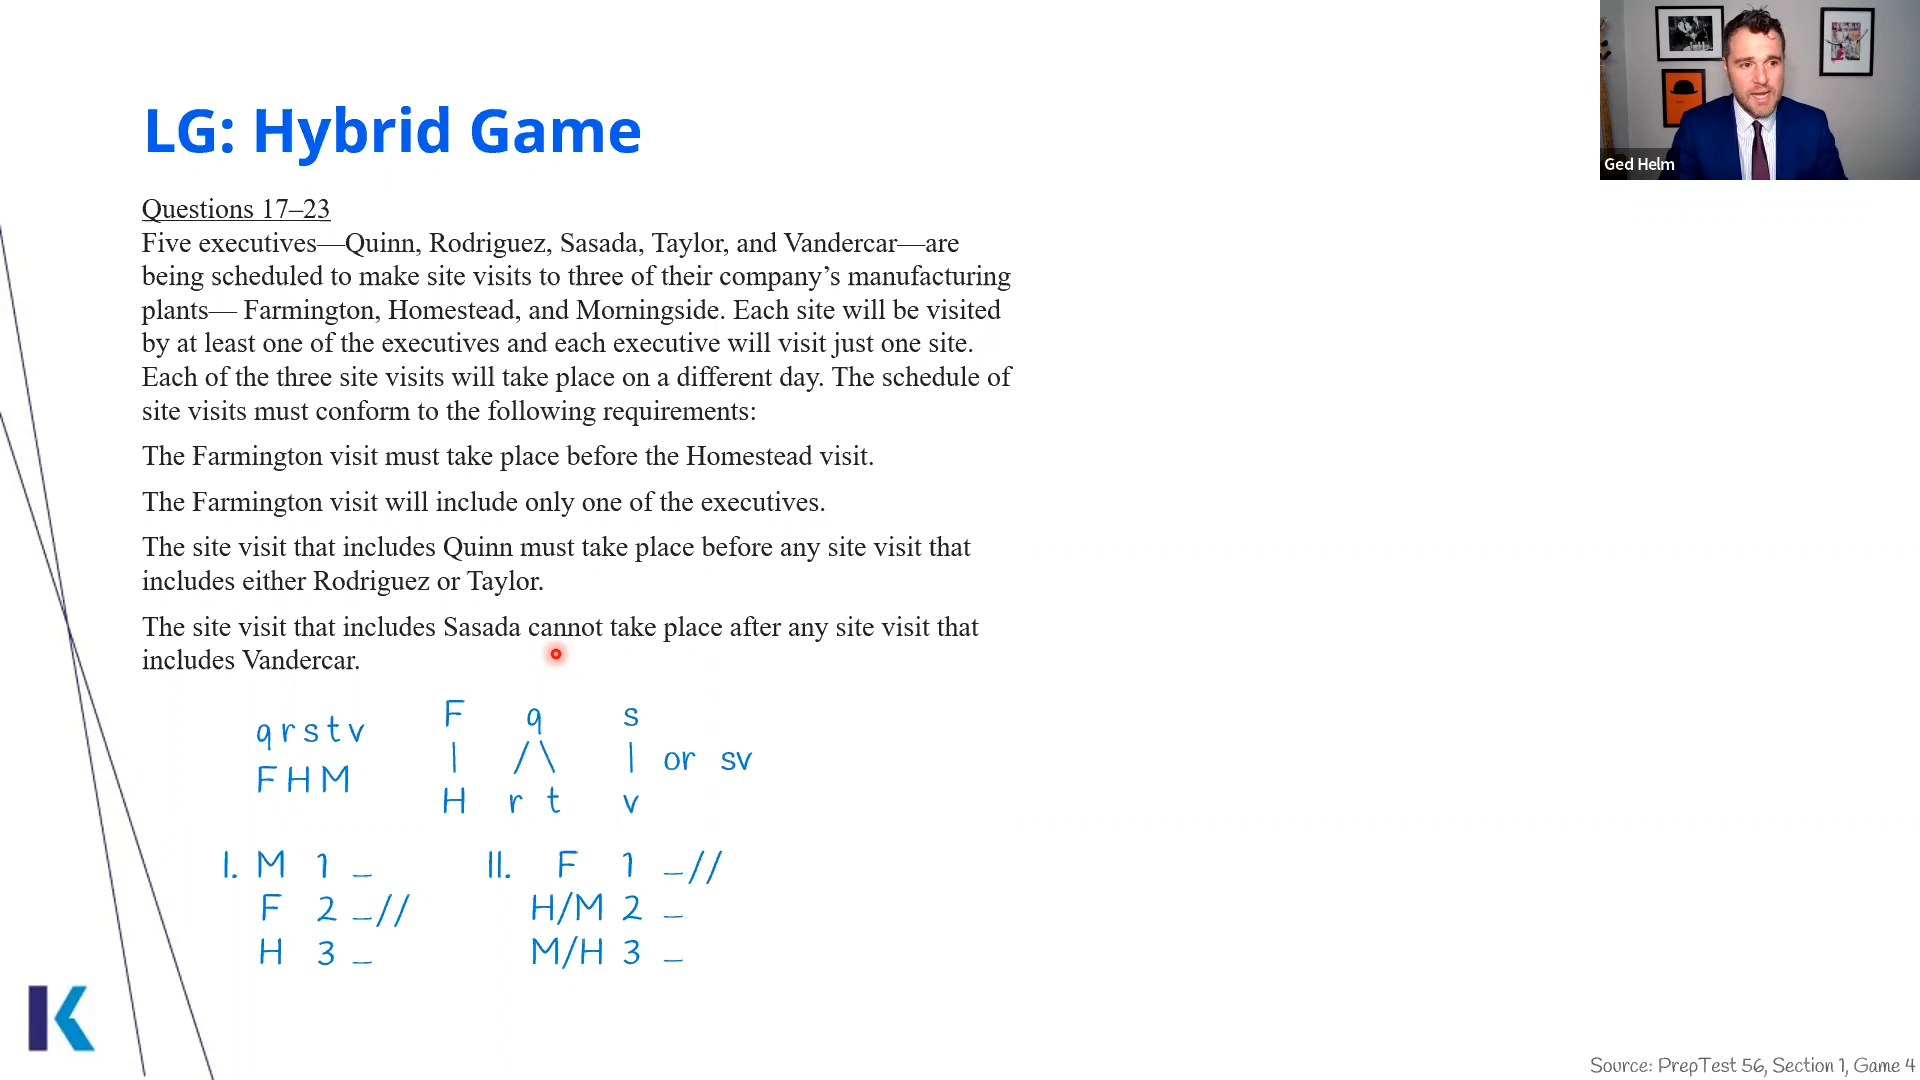 LG: Hybrid Game
Ged Helm
Questions 17–23
Five executives—Quinn, Rodriguez, Sasada, Taylor, and Vandercar—are
being scheduled to make site visits to three of their company’s manufacturing
plants— Farmington, Homestead, and Morningside. Each site will be visited
by at least one of the executives and each executive will visit just one site.
Each of the three site visits will take place on a different day. The schedule of
site visits must conform to the following requirements:
The Farmington visit must take place before the Homestead visit.
The Farmington visit will include only one of the executives.
The site visit that includes Quinn must take place before any site visit that
includes either Rodriguez or Taylor.
The site visit that includes Sasada cannot take place after any site visit that
includes Vandercar.
F q s
q r s t v
| / \ | or sv
F H M
H r t v
I. M 1 _ II. F 1 _//
F 2 _// H/M 2 _
H 3 _ M/H 3 _
K
Source: PrepTest 56, Section 1, Game 4